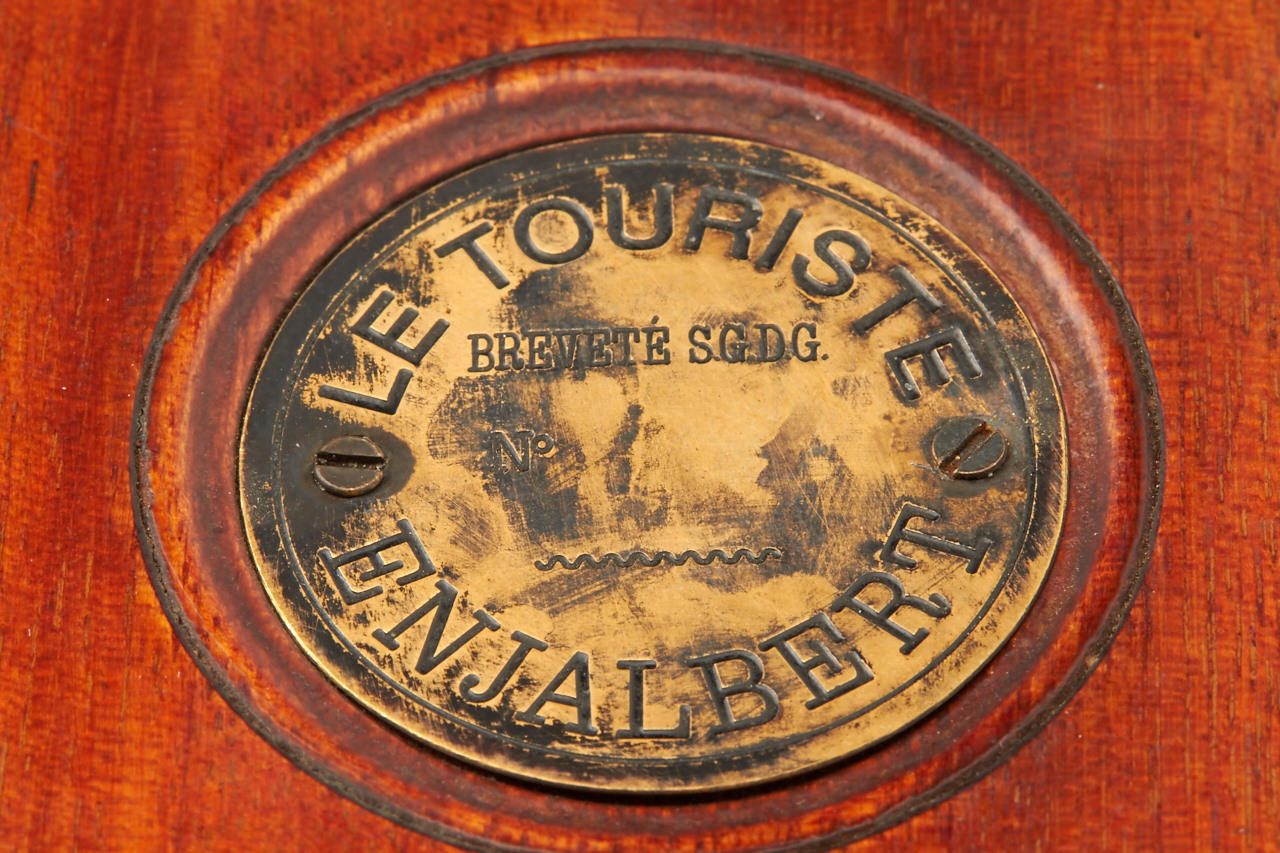 LE TOURISTE
BREVETÉ S.G.D.G.
No
ENJALBERT